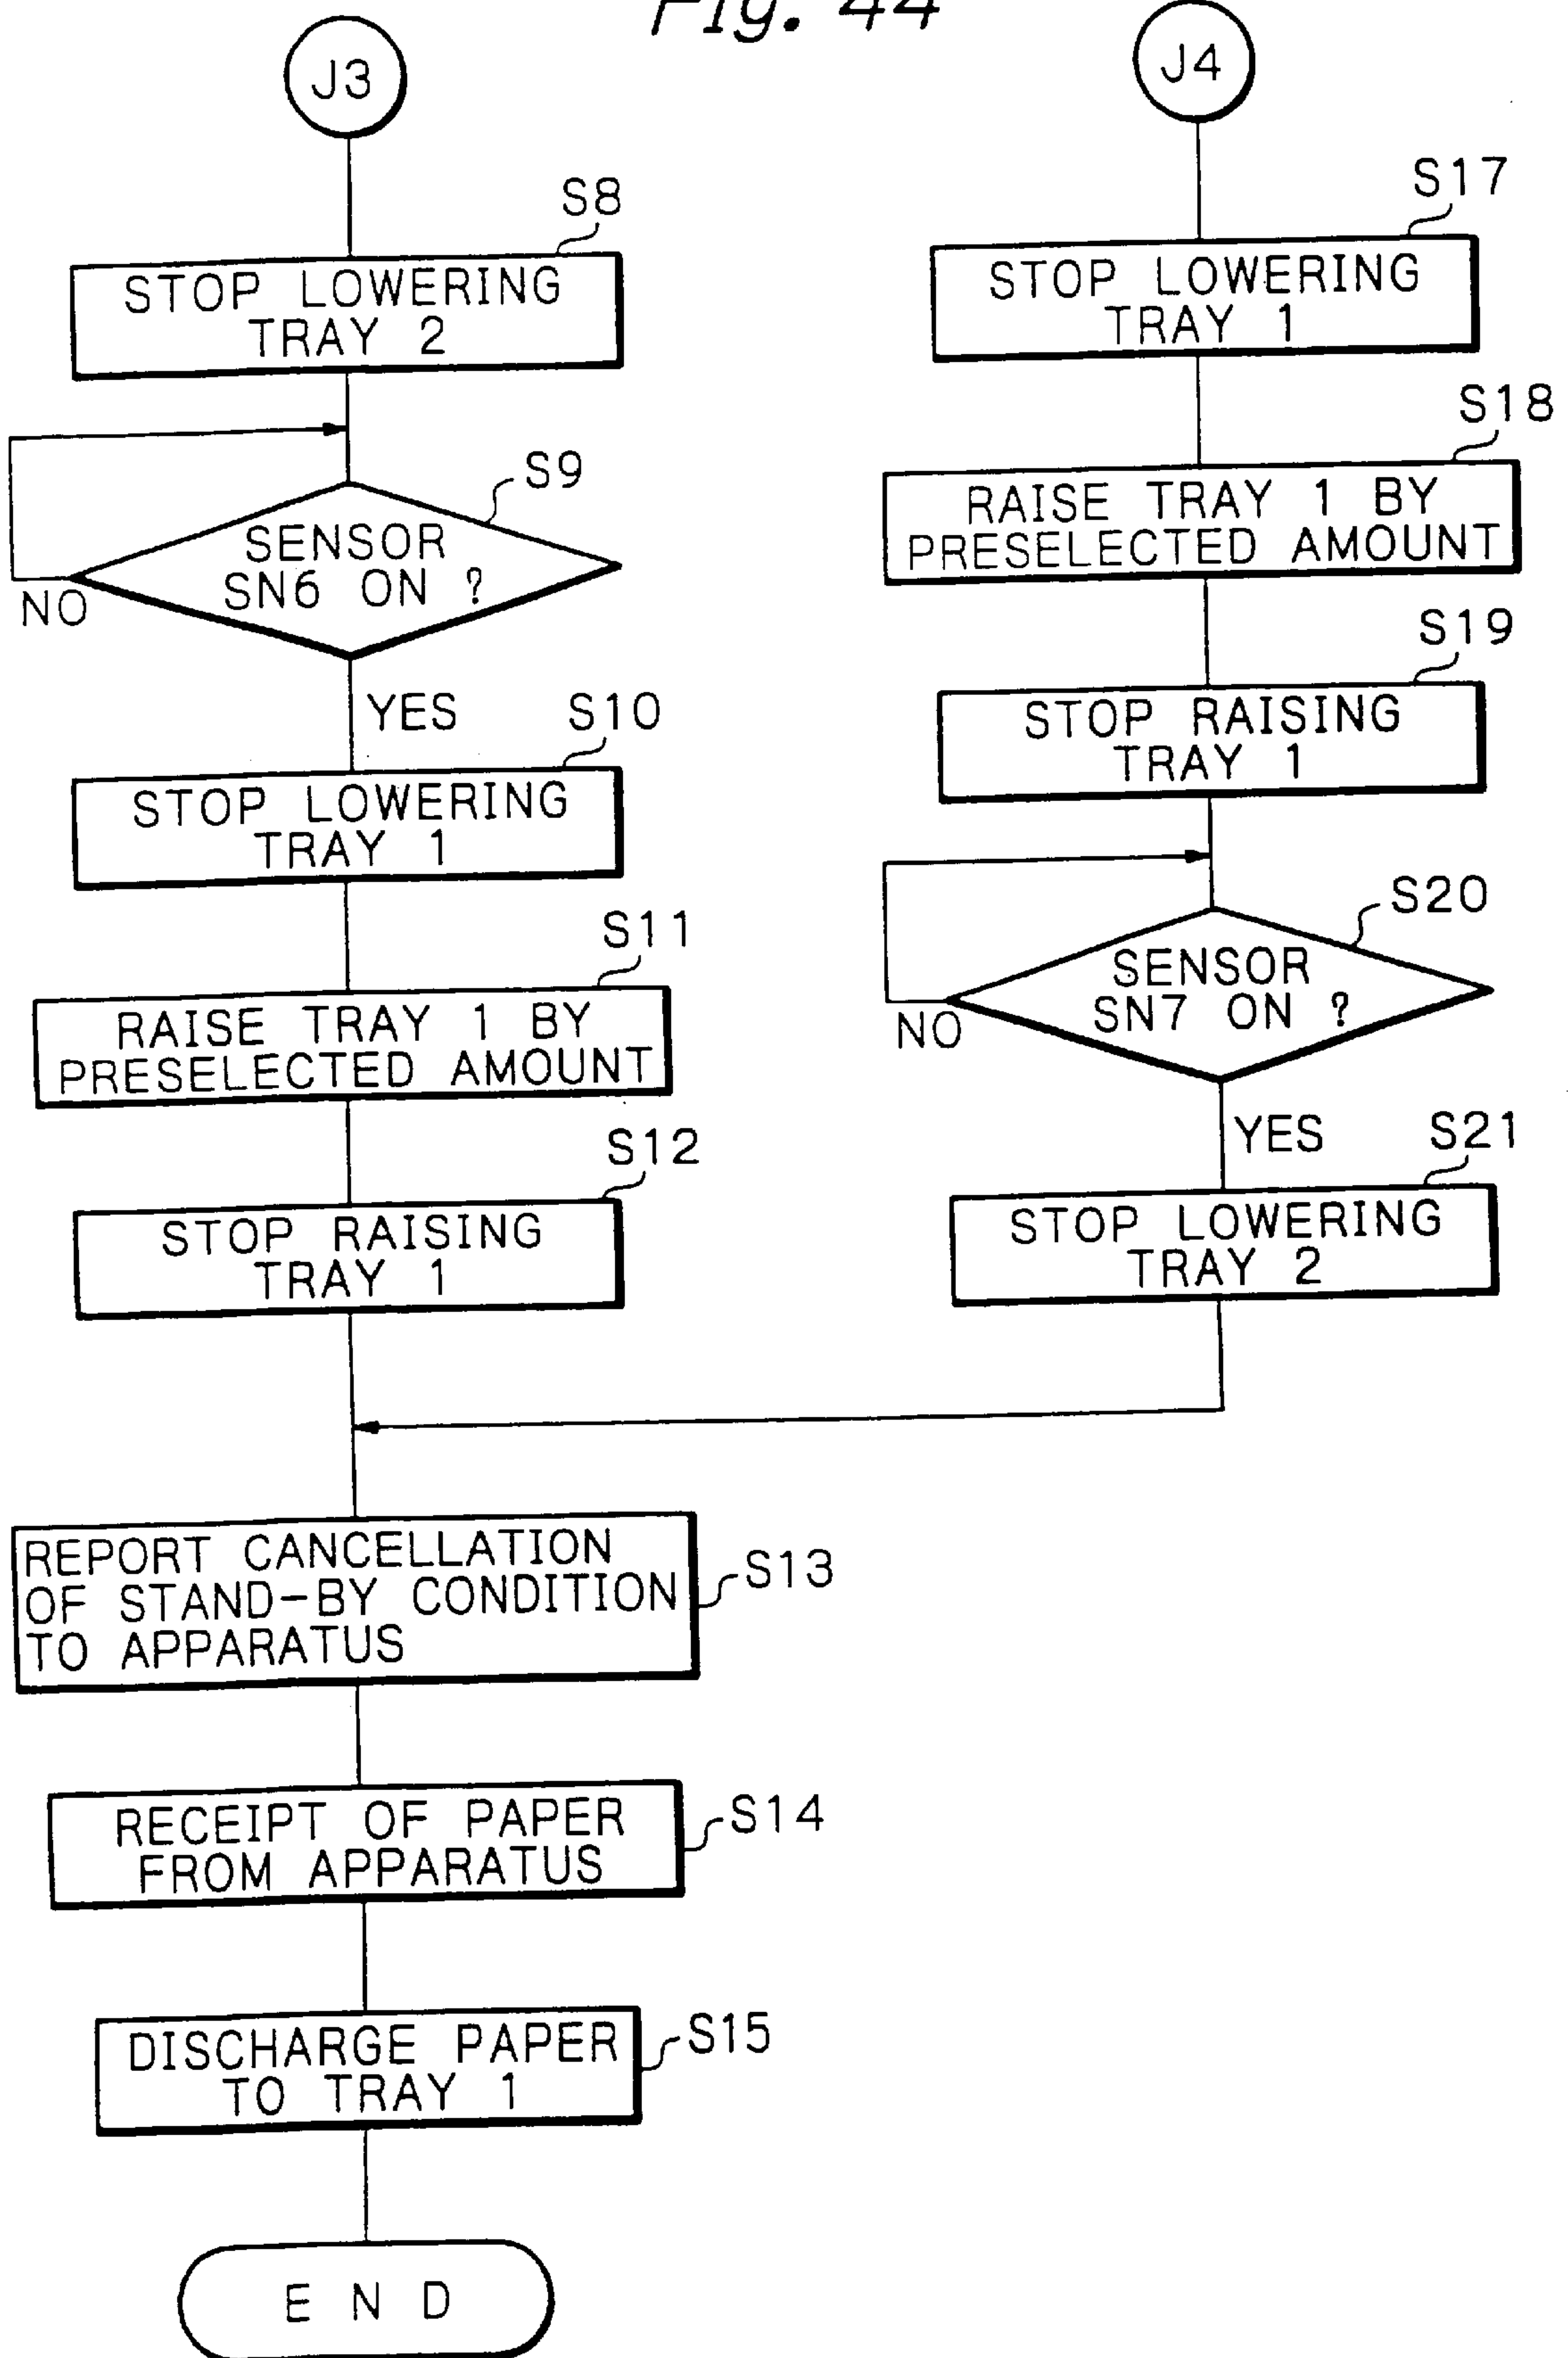 Fig. 44
J3
S8
STOP LOWERING
TRAY 2
S9
SENSOR
SN6 ON ?
NO
YES
S10
STOP LOWERING
TRAY 1
S11
RAISE TRAY 1 BY
PRESELECTED AMOUNT
S12
STOP RAISING
TRAY 1
J4
S17
STOP LOWERING
TRAY 1
S18
RAISE TRAY 1 BY
PRESELECTED AMOUNT
S19
STOP RAISING
TRAY 1
S20
SENSOR
SN7 ON ?
NO
YES
S21
STOP LOWERING
TRAY 2
REPORT CANCELLATION
OF STAND-BY CONDITION
TO APPARATUS
S13
RECEIPT OF PAPER
FROM APPARATUS
S14
DISCHARGE PAPER
TO TRAY 1
S15
END